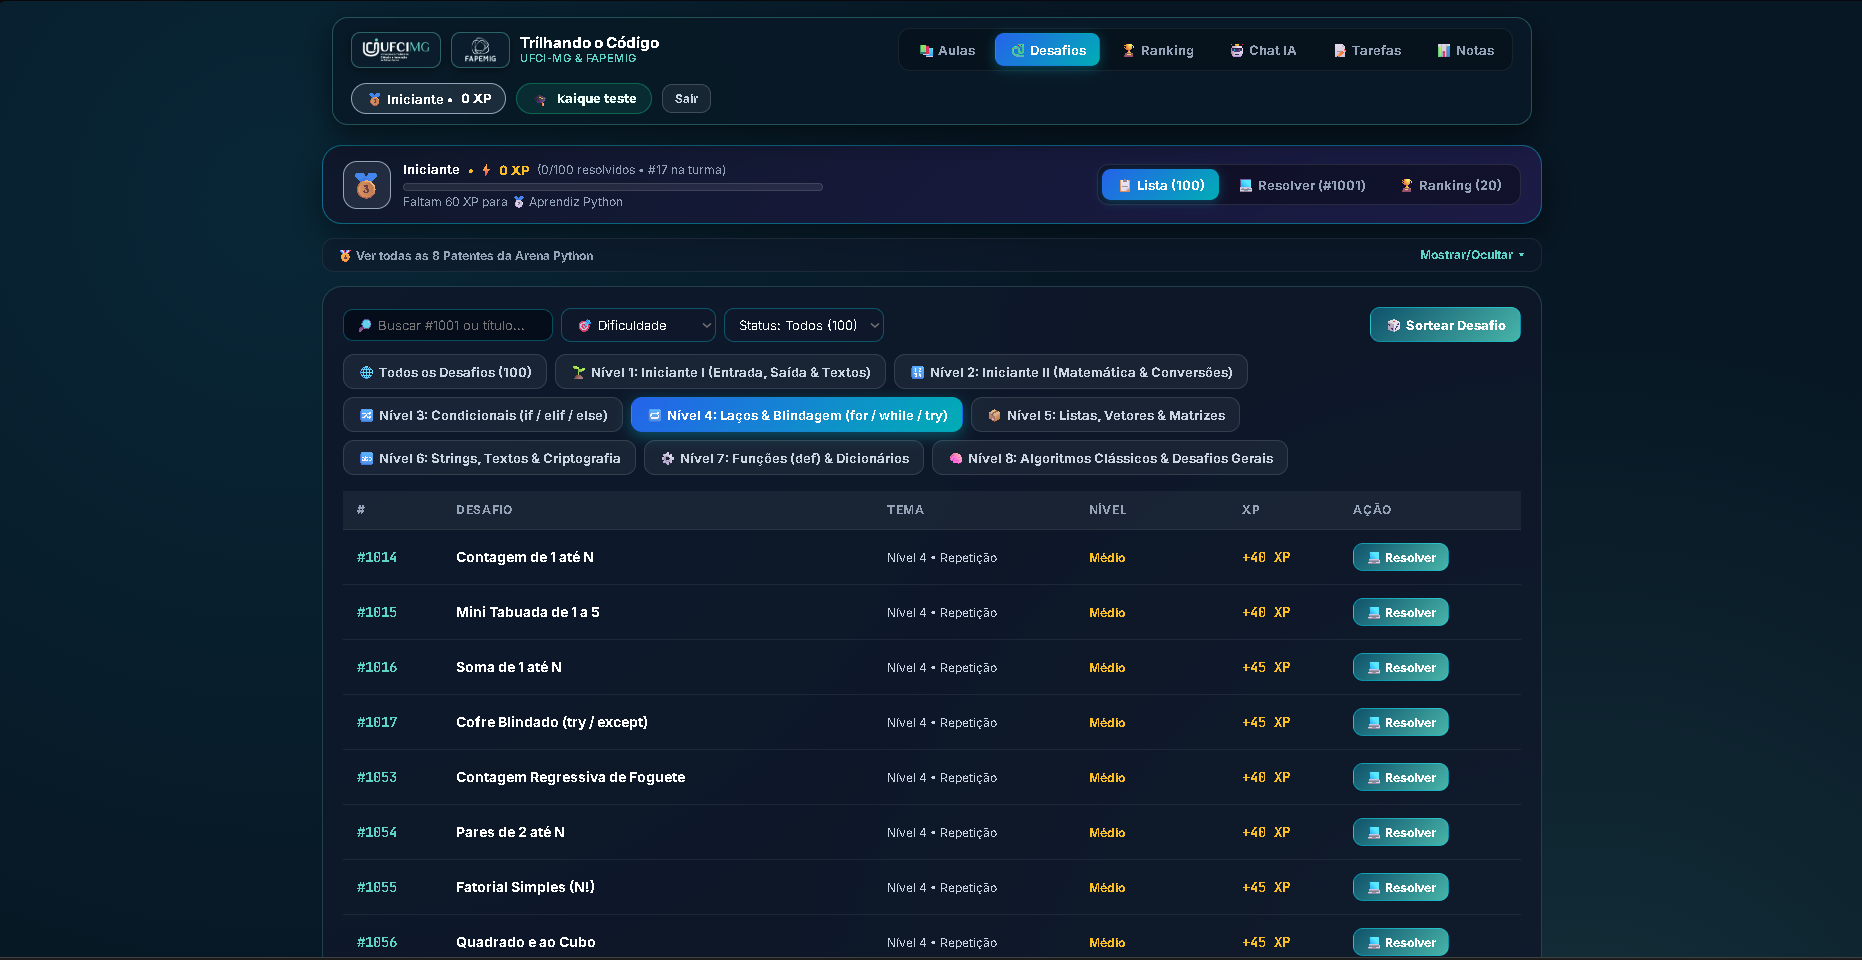 UFCIMG
FAPEMIG
Trilhando o Código
UFCI-MG & FAPEMIG
Aulas
Desafios
Ranking
Chat IA
Tarefas
Notas
Iniciante • 0 XP
kaique teste
Sair
Iniciante • 0 XP (0/100 resolvidos • #17 na turma)
Faltam 60 XP para Aprendiz Python
Lista (100)
Resolver (#1001)
Ranking (20)
Ver todas as 8 Patentes da Arena Python
Mostrar/Ocultar
Buscar #1001 ou título...
Dificuldade
Status: Todos (100)
Sortear Desafio
Todos os Desafios (100)
Nível 1: Iniciante I (Entrada, Saída & Textos)
Nível 2: Iniciante II (Matemática & Conversões)
Nível 3: Condicionais (if / elif / else)
Nível 4: Laços & Blindagem (for / while / try)
Nível 5: Listas, Vetores & Matrizes
Nível 6: Strings, Textos & Criptografia
Nível 7: Funções (def) & Dicionários
Nível 8: Algoritmos Clássicos & Desafios Gerais
# DESAFIO TEMA NÍVEL XP AÇÃO
#1014 Contagem de 1 até N Nível 4 • Repetição Médio +40 XP Resolver
#1015 Mini Tabuada de 1 a 5 Nível 4 • Repetição Médio +40 XP Resolver
#1016 Soma de 1 até N Nível 4 • Repetição Médio +45 XP Resolver
#1017 Cofre Blindado (try / except) Nível 4 • Repetição Médio +45 XP Resolver
#1053 Contagem Regressiva de Foguete Nível 4 • Repetição Médio +40 XP Resolver
#1054 Pares de 2 até N Nível 4 • Repetição Médio +40 XP Resolver
#1055 Fatorial Simples (N!) Nível 4 • Repetição Médio +45 XP Resolver
#1056 Quadrado e ao Cubo Nível 4 • Repetição Médio +45 XP Resolver